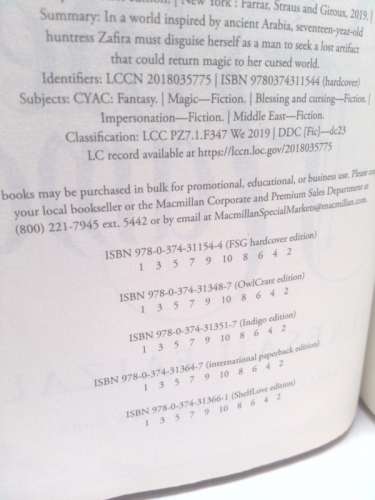 edition. | New York : Farrar, Straus and Giroux, 2019. |
Summary: In a world inspired by ancient Arabia, seventeen-year-old
huntress Zafira must disguise herself as a man to seek a lost artifact
that could return magic to her cursed world.
Identifiers: LCCN 2018035775 | ISBN 9780374311544 (hardcover)
Subjects: CYAC: Fantasy. | Magic—Fiction. | Blessing and cursing—Fiction. |
Impersonation—Fiction. | Middle East—Fiction.
Classification: LCC PZ7.1.F347 We 2019 | DDC [Fic]—dc23
LC record available at https://lccn.loc.gov/2018035775
books may be purchased in bulk for promotional, educational, or business use. Please
your local bookseller or the Macmillan Corporate and Premium Sales Department at
(800) 221-7945 ext. 5442 or by email at MacmillanSpecialMarkets@macmillan.com.
ISBN 978-0-374-31154-4 (FSG hardcover edition)
1 3 5 7 9 10 8 6 4 2
ISBN 978-0-374-31348-7 (OwlCrate edition)
1 3 5 7 9 10 8 6 4 2
ISBN 978-0-374-31351-7 (Indigo edition)
1 3 5 7 9 10 8 6 4 2
ISBN 978-0-374-31364-7 (international paperback edition)
1 3 5 7 9 10 8 6 4 2
ISBN 978-0-374-31366-1 (ShelfLove edition)
1 3 5 7 9 10 8 6 4 2